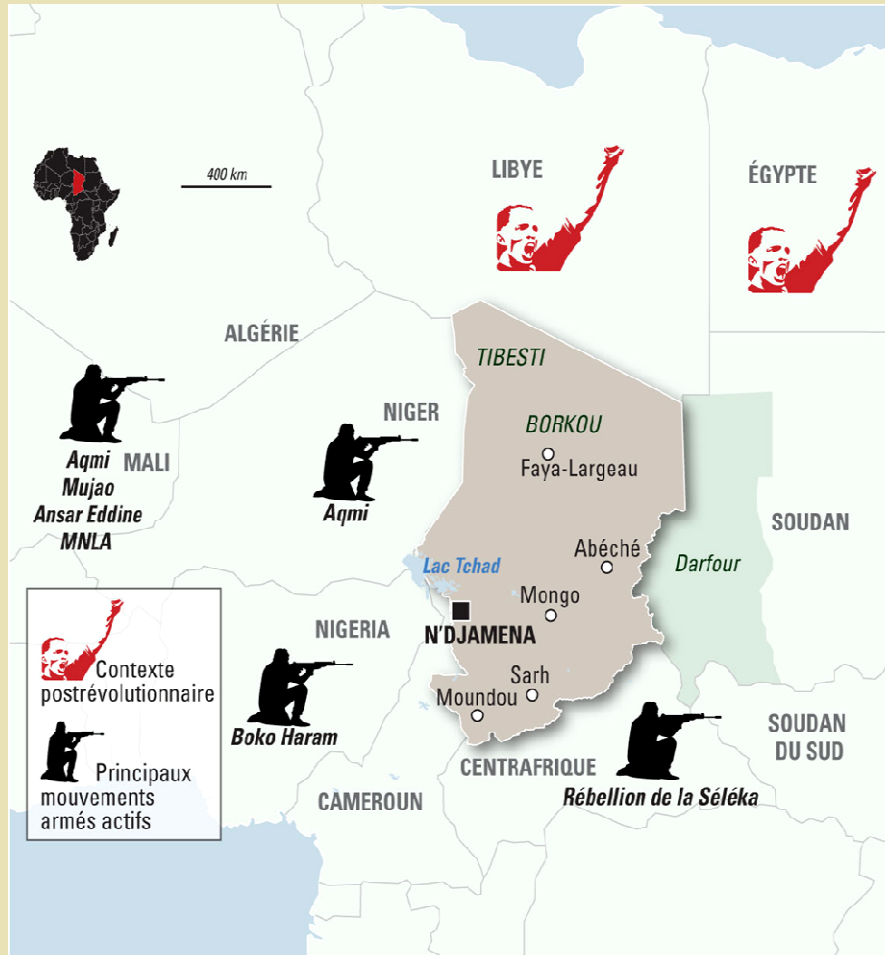 400 km
LIBYE
ÉGYPTE
ALGÉRIE
TIBESTI
NIGER
BORKOU
Faya-Largeau
Aqmi
MALI
Mujao
Ansar Eddine
MNLA
Aqmi
SOUDAN
Abéché
Darfour
Lac Tchad
Mongo
N'DJAMENA
NIGERIA
Sarh
Moundou
Boko Haram
CENTRAFRIQUE
SOUDAN
DU SUD
CAMEROUN
Rébellion de la Séléka
Contexte
postrévolutionnaire
Principaux
mouvements
armés actifs